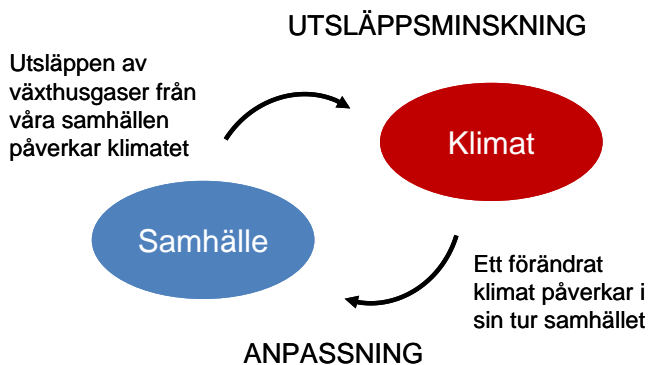 UTSLÄPPSMINSKNING
Utsläppen av
växthusgaser från
våra samhällen
påverkar klimatet
Klimat
Samhälle
Ett förändrat
klimat påverkar i
sin tur samhället
ANPASSNING